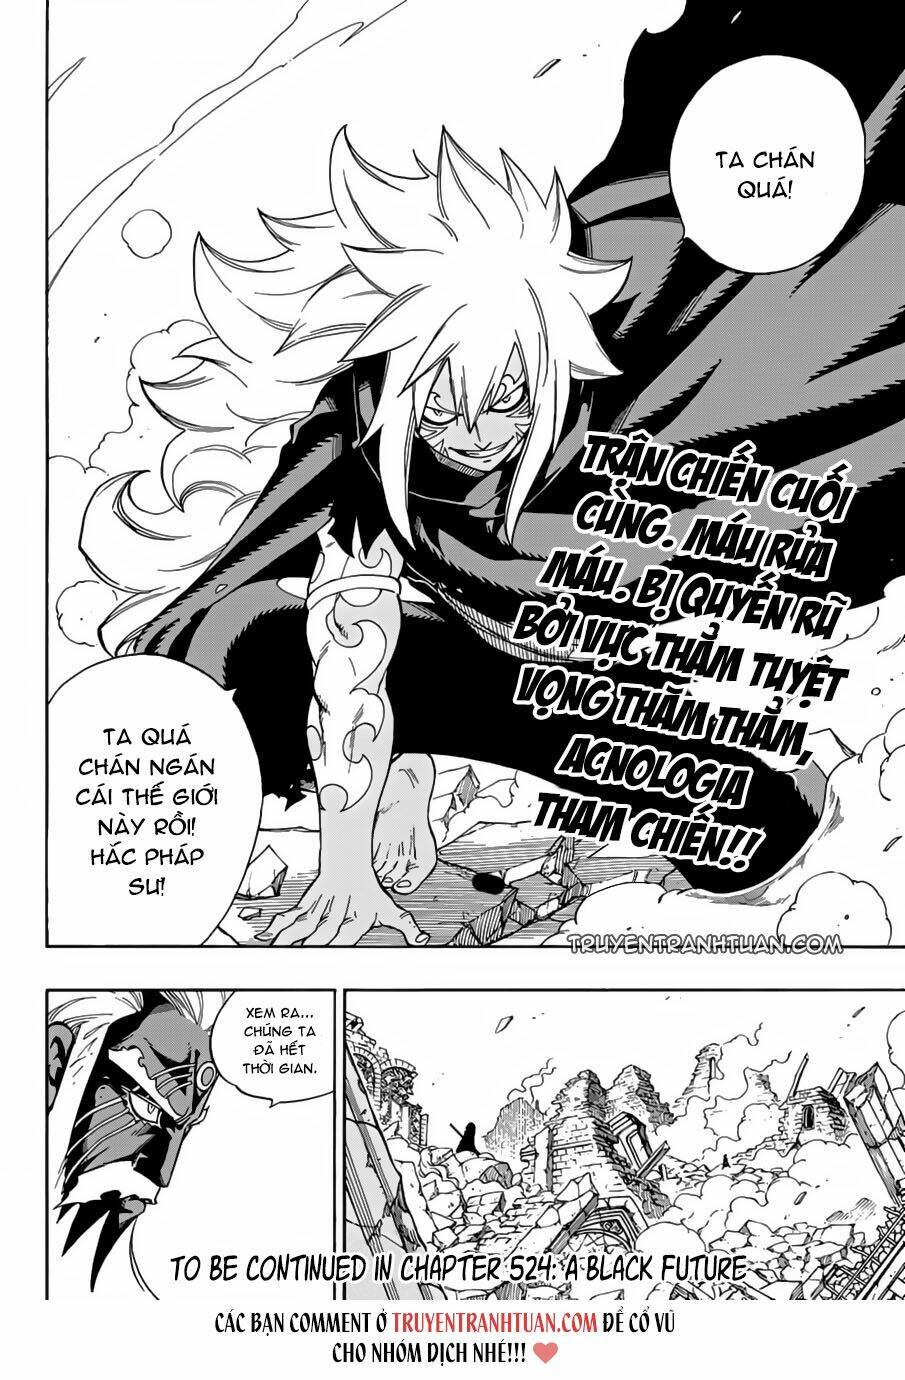 TA CHÁN
QUÁ!
TRẬN CHIẾN CUỐI
CÙNG. MÁU RỬA
MÁU. BỊ QUYẾN RŨ
BỞI VỰC THẲM TUYỆT
VỌNG THĂM THẲM,
ACNOLOGIA
THAM CHIẾN!!
TA QUÁ
CHÁN NGÁN
CÁI THẾ GIỚI
NÀY RỒI!
HẮC PHÁP
SƯ!
TRUYENTRANHTUAN.COM
XEM RA...
CHÚNG TA
ĐÃ HẾT
THỜI GIAN.
TO BE CONTINUED IN CHAPTER 524: A BLACK FUTURE
CÁC BẠN COMMENT Ở TRUYENTRANHTUAN.COM ĐỂ CỔ VŨ
CHO NHÓM DỊCH NHÉ!!! ❤